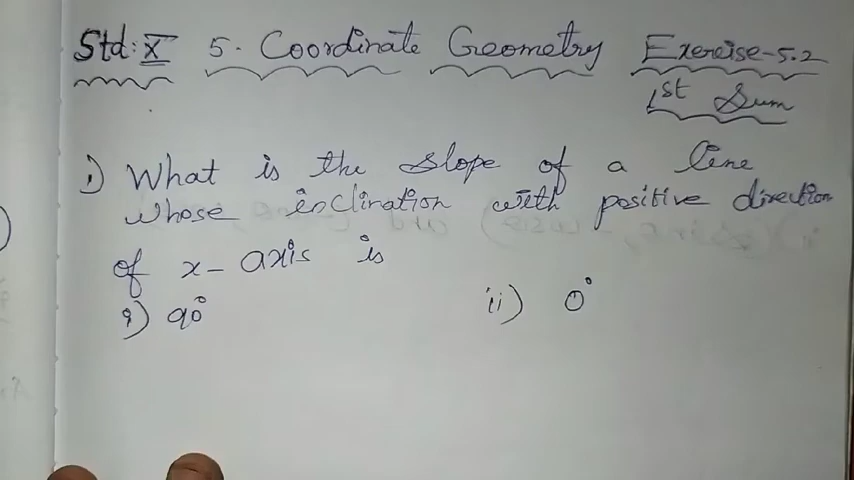 Std: X 5. Coordinate Geometry Exercise-5.2
1st Sum
1) What is the slope of a line
whose inclination with positive direction
of x-axis is
i) 90° ii) 0°